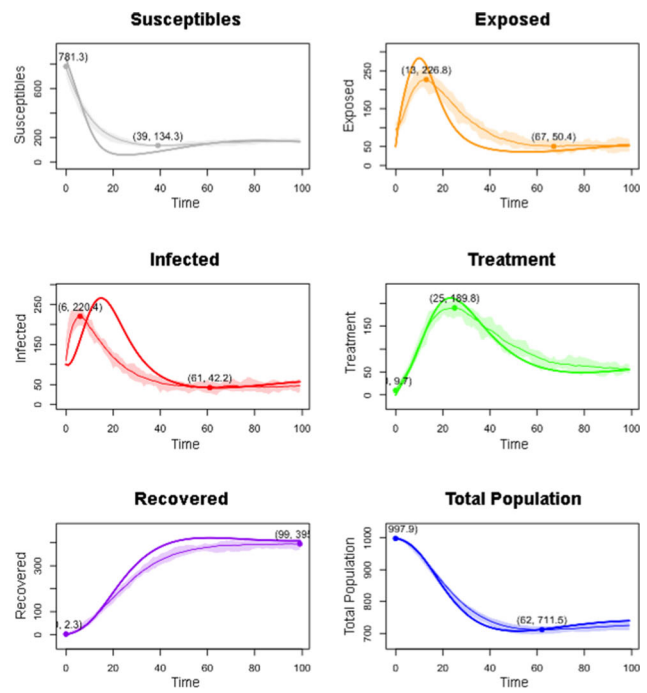 Susceptibles
Exposed
781.3)
(39, 134.3)
Susceptibles
0
200
600
0 20 40 60 80 100
Time
(13, 226.8)
(67, 50.4)
Exposed
0
50
150
250
0 20 40 60 80 100
Time
Infected
Treatment
(6, 220.4)
(61, 42.2)
Infected
0
50
150
250
0 20 40 60 80 100
Time
(25, 189.8)
9.7)
Treatment
0
50
150
0 20 40 60 80 100
Time
Recovered
Total Population
(99, 395
, 2.3)
Recovered
0
100
300
0 20 40 60 80 100
Time
997.9)
(62, 711.5)
Total Population
700
800
900
1000
0 20 40 60 80 100
Time